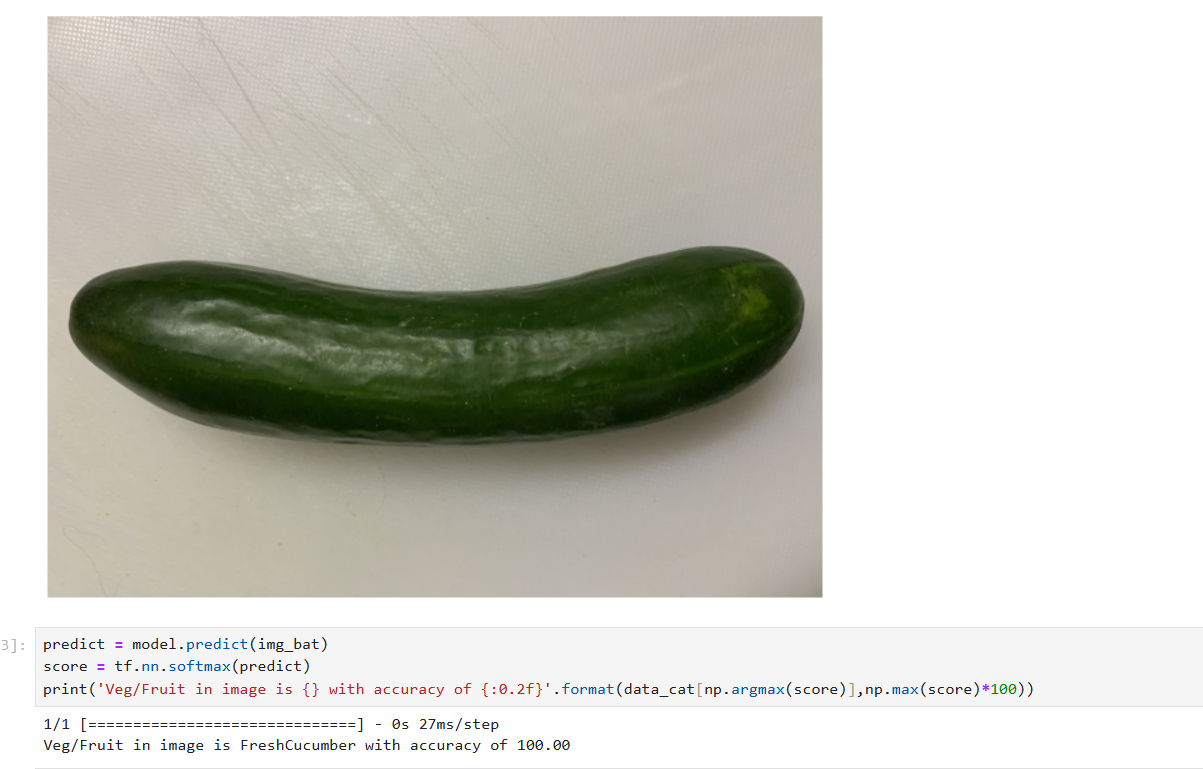 3]:
predict = model.predict(img_bat)
score = tf.nn.softmax(predict)
print('Veg/Fruit in image is {} with accuracy of {:0.2f}'.format(data_cat[np.argmax(score)],np.max(score)*100))
1/1 [==============================] - 0s 27ms/step
Veg/Fruit in image is FreshCucumber with accuracy of 100.00